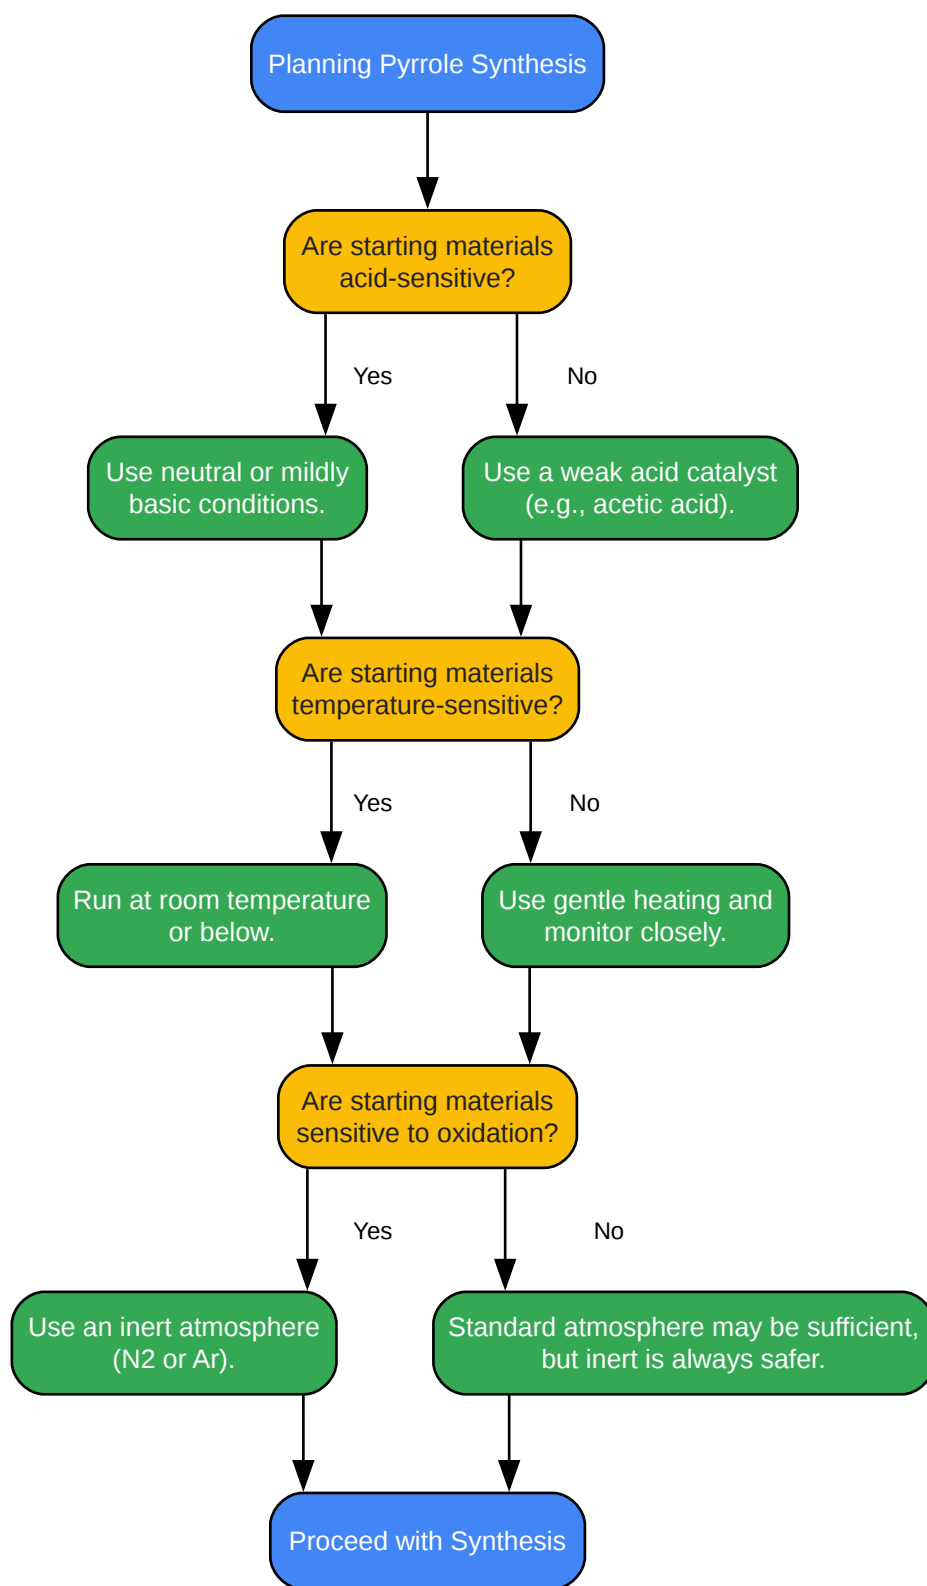 Planning Pyrrole Synthesis
Are starting materials
acid-sensitive?
Yes
No
Use neutral or mildly
basic conditions.
Use a weak acid catalyst
(e.g., acetic acid).
Are starting materials
temperature-sensitive?
Yes
No
Run at room temperature
or below.
Use gentle heating and
monitor closely.
Are starting materials
sensitive to oxidation?
Yes
No
Use an inert atmosphere
(N2 or Ar).
Standard atmosphere may be sufficient,
but inert is always safer.
Proceed with Synthesis